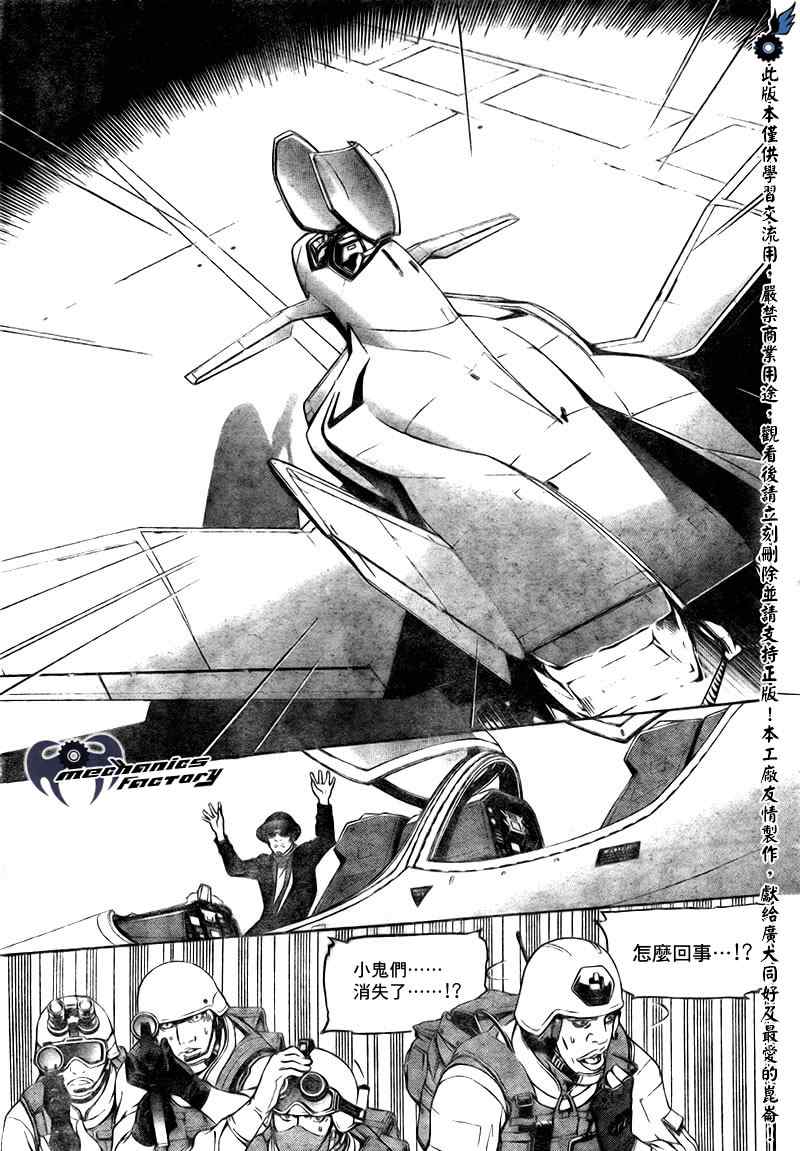 此版本僅供學習交流用，嚴禁商業用途，觀看後請立刻刪除並請支持正版！本工廠友情製作，獻給廣大同好及最愛的崑崙！
mechanics
Factory
怎麼回事…!?
小鬼們……
消失了……!?